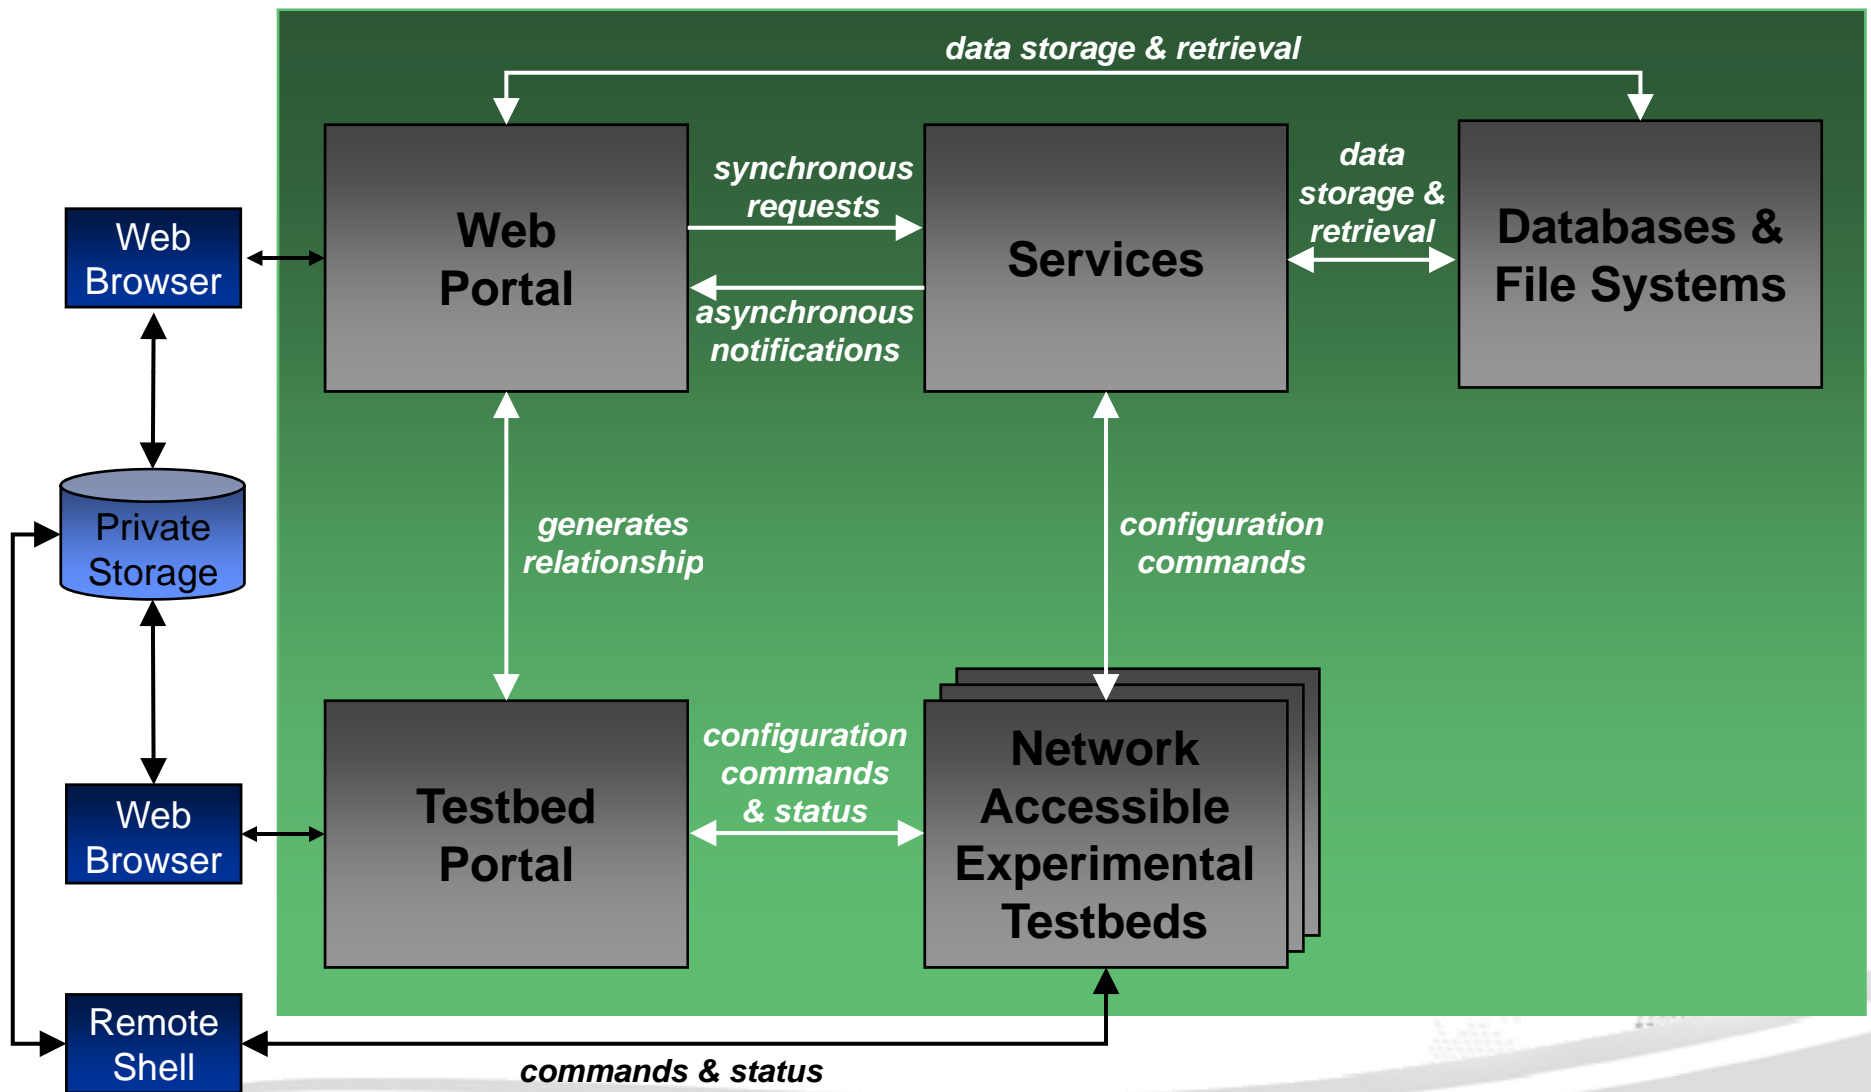 data storage & retrieval
Web
Browser
Web
Portal
synchronous
requests
asynchronous
notifications
Services
data
storage &
retrieval
Databases &
File Systems
Private
Storage
generates
relationship
configuration
commands
Web
Browser
Testbed
Portal
configuration
commands
& status
Network
Accessible
Experimental
Testbeds
Remote
Shell
commands & status